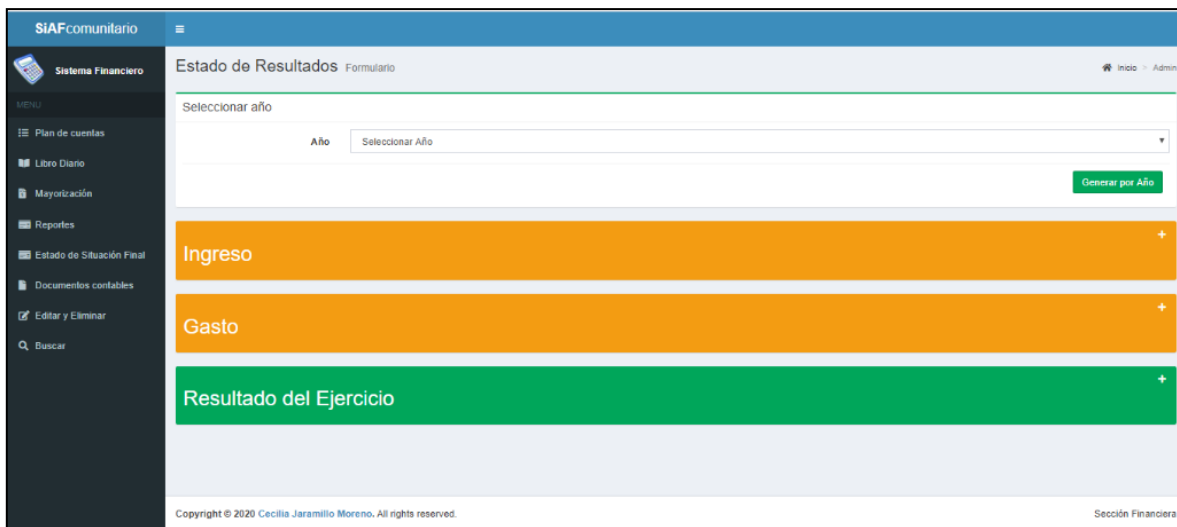 SiAFcomunitario
Sistema Financiero
MENU
Plan de cuentas
Libro Diario
Mayorización
Reportes
Estado de Situación Final
Documentos contables
Editar y Eliminar
Buscar
Estado de Resultados Formulario
Inicio > Admin
Seleccionar año
Año Seleccionar Año
Generar por Año
Ingreso
Gasto
Resultado del Ejercicio
Copyright © 2020 Cecilia Jaramillo Moreno. All rights reserved.
Sección Financiera